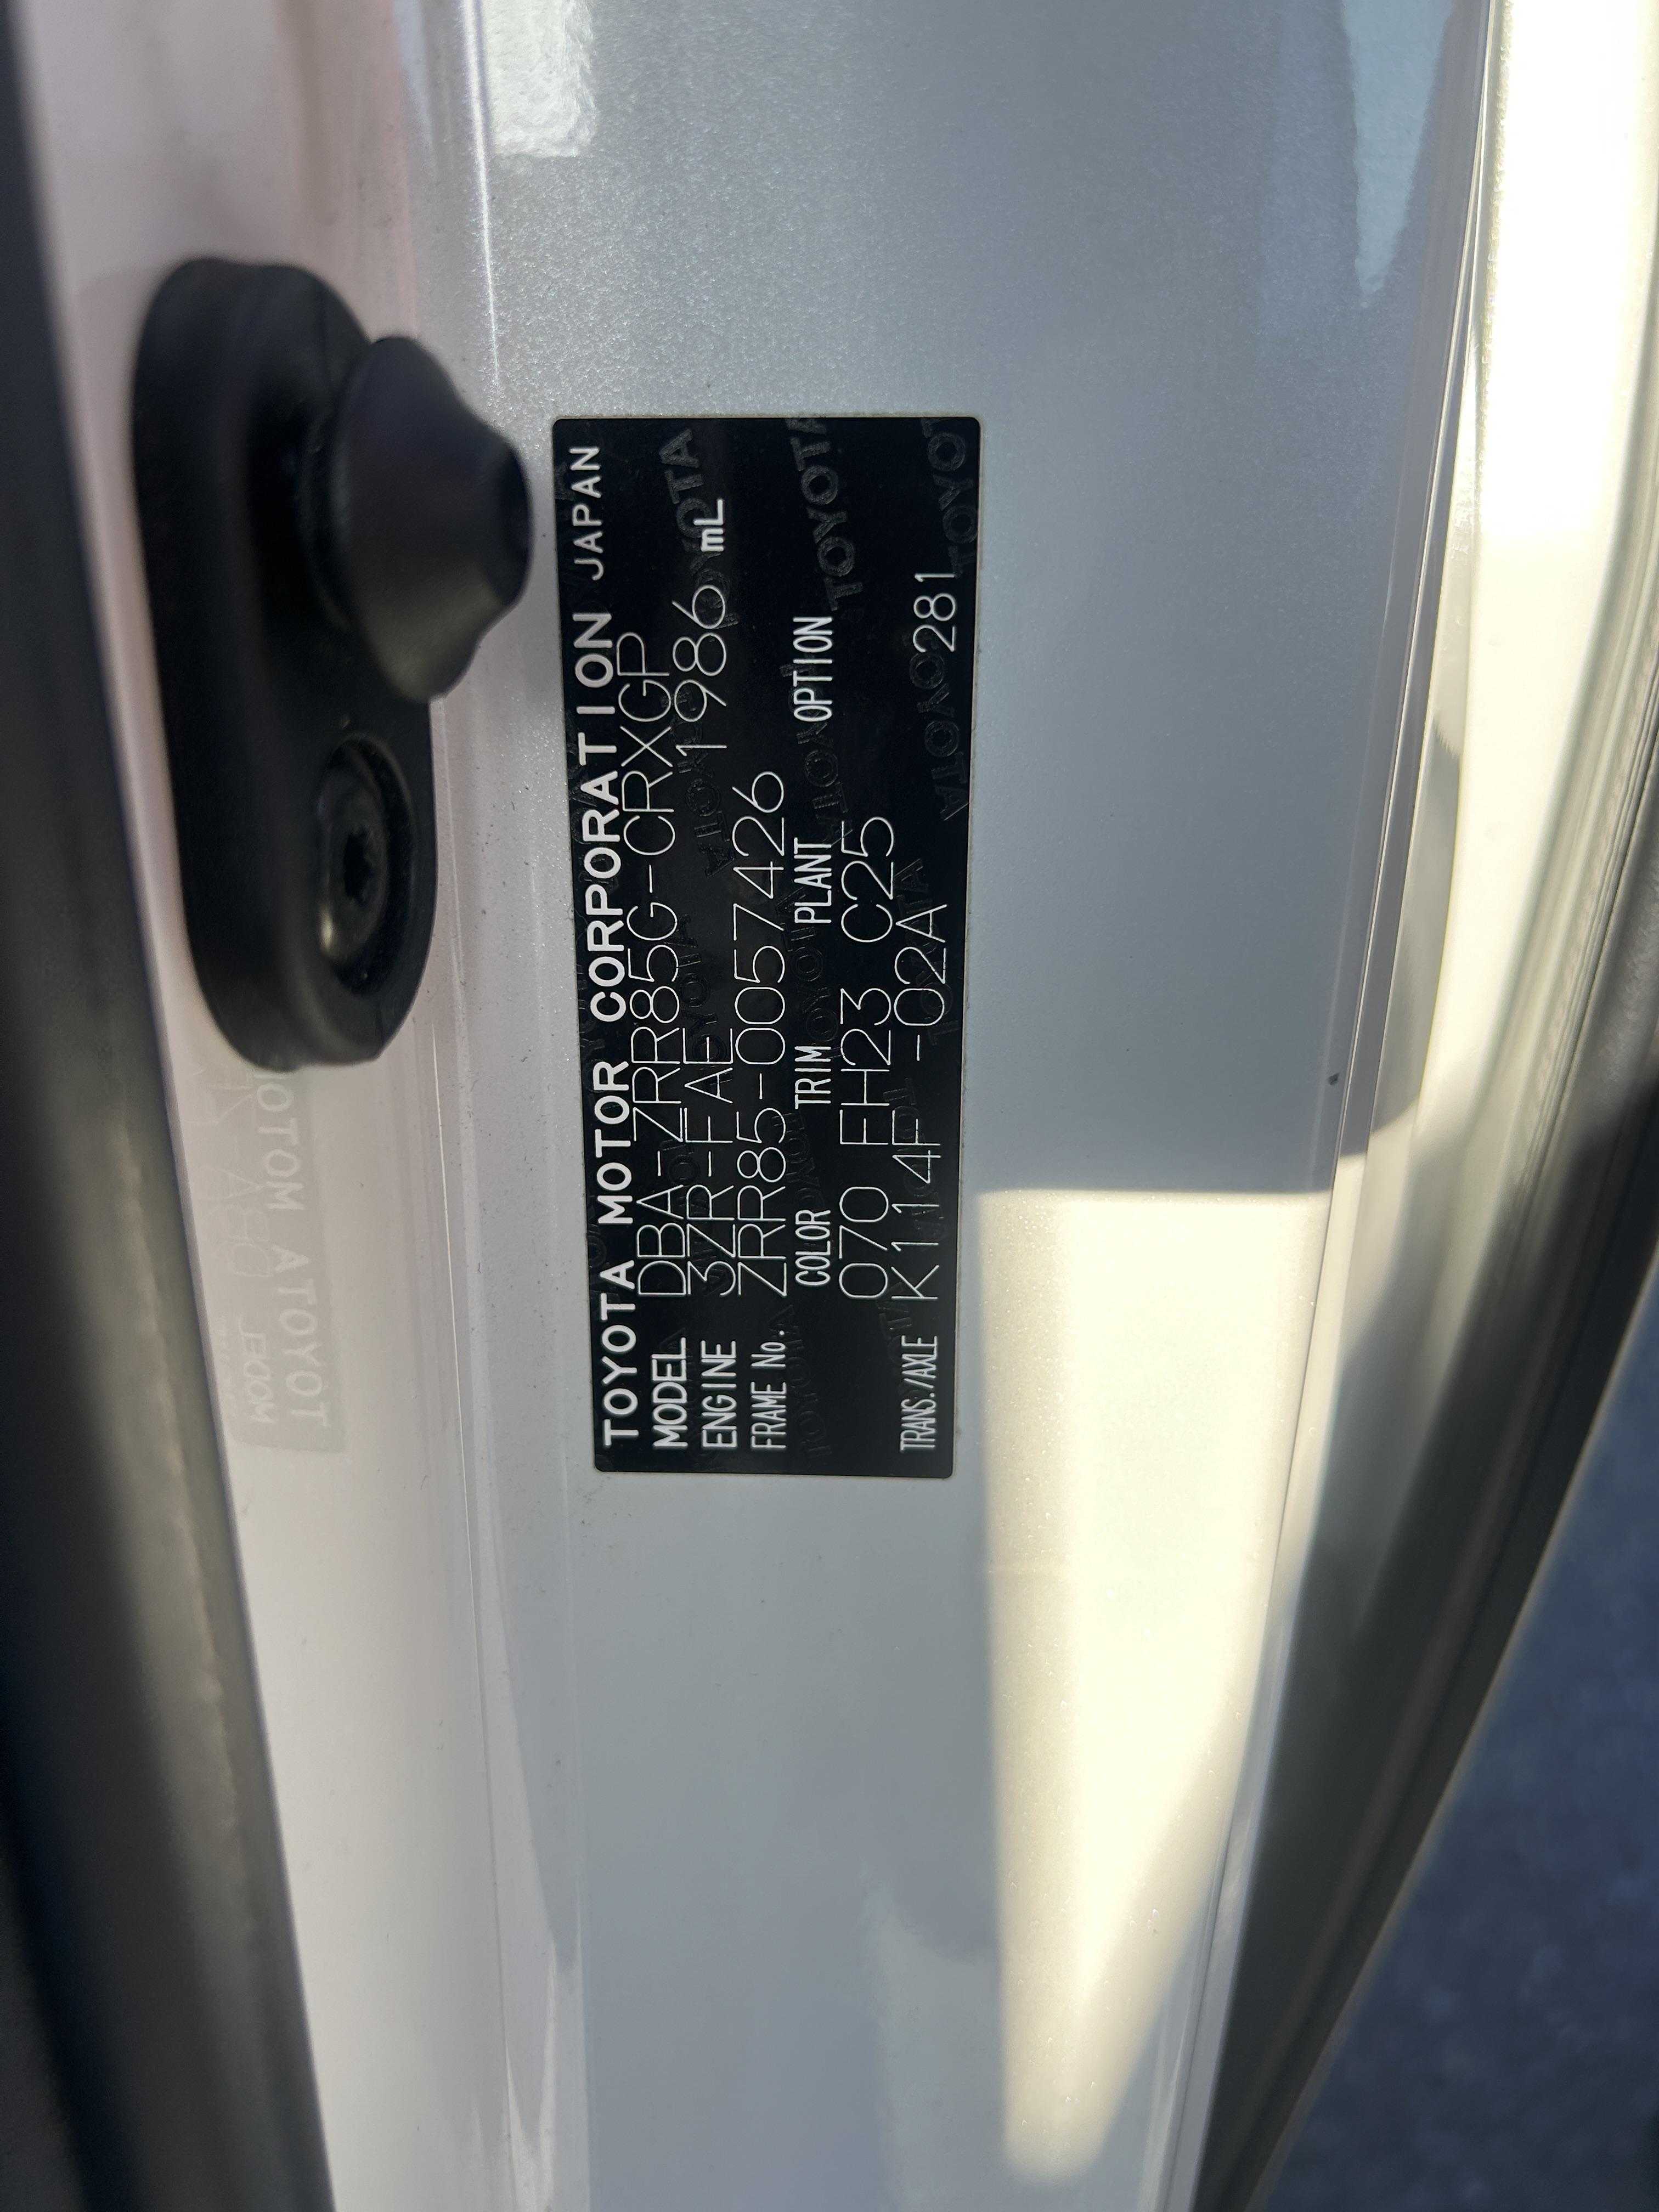 TOYOTA MOTOR CORPORATION JAPAN
MODEL DBA-ZRR85G-CRXGP
ENGINE 3ZR-FAE 1986 mL
FRAME No. ZRR85-0057426
COLOR TRIM PLANT OPTION
070 FH23 C25
TRANS./AXLE K114F -02A 281